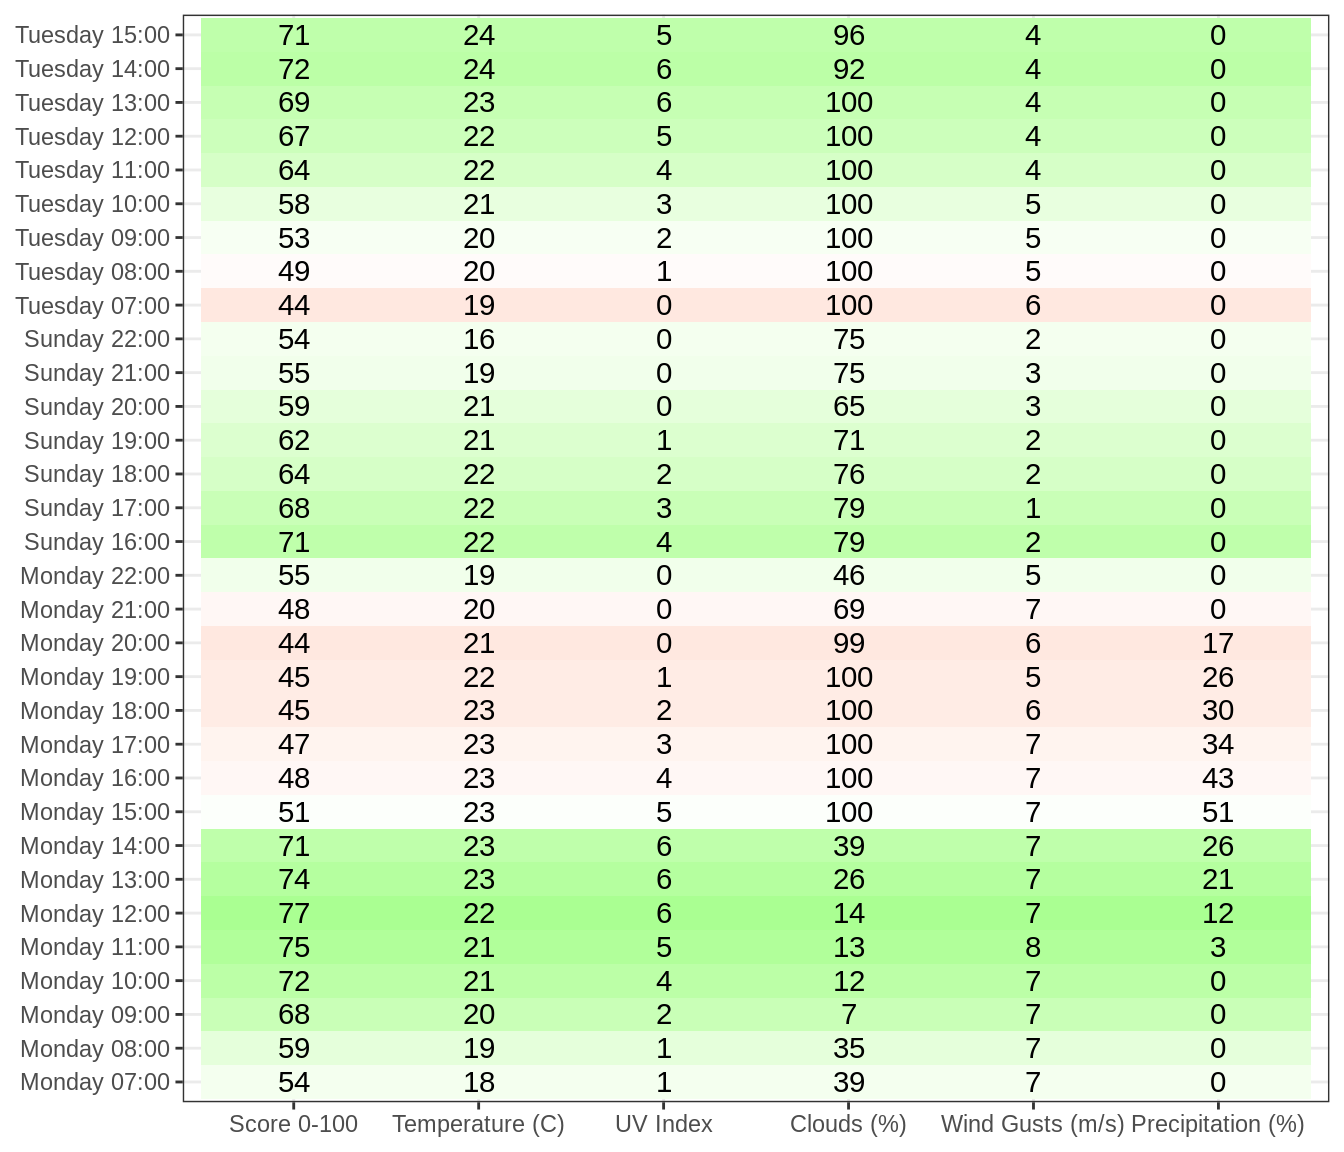 Tuesday 15:00 71 24 5 96 4 0
Tuesday 14:00 72 24 6 92 4 0
Tuesday 13:00 69 23 6 100 4 0
Tuesday 12:00 67 22 5 100 4 0
Tuesday 11:00 64 22 4 100 4 0
Tuesday 10:00 58 21 3 100 5 0
Tuesday 09:00 53 20 2 100 5 0
Tuesday 08:00 49 20 1 100 5 0
Tuesday 07:00 44 19 0 100 6 0
Sunday 22:00 54 16 0 75 2 0
Sunday 21:00 55 19 0 75 3 0
Sunday 20:00 59 21 0 65 3 0
Sunday 19:00 62 21 1 71 2 0
Sunday 18:00 64 22 2 76 2 0
Sunday 17:00 68 22 3 79 1 0
Sunday 16:00 71 22 4 79 2 0
Monday 22:00 55 19 0 46 5 0
Monday 21:00 48 20 0 69 7 0
Monday 20:00 44 21 0 99 6 17
Monday 19:00 45 22 1 100 5 26
Monday 18:00 45 23 2 100 6 30
Monday 17:00 47 23 3 100 7 34
Monday 16:00 48 23 4 100 7 43
Monday 15:00 51 23 5 100 7 51
Monday 14:00 71 23 6 39 7 26
Monday 13:00 74 23 6 26 7 21
Monday 12:00 77 22 6 14 7 12
Monday 11:00 75 21 5 13 8 3
Monday 10:00 72 21 4 12 7 0
Monday 09:00 68 20 2 7 7 0
Monday 08:00 59 19 1 35 7 0
Monday 07:00 54 18 1 39 7 0
Score 0-100 Temperature (C) UV Index Clouds (%) Wind Gusts (m/s) Precipitation (%)